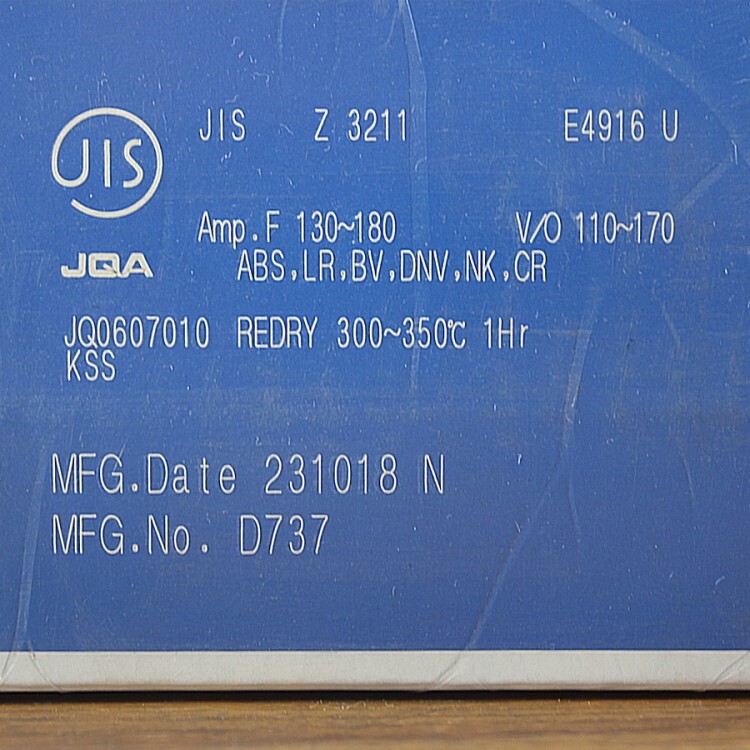 JIS
JIS Z 3211 E4916 U
JQA
Amp.F 130~180 V/O 110~170
ABS,LR,BV,DNV,NK,CR
JQ0607010 REDRY 300~350℃ 1Hr
KSS
MFG.Date 231018 N
MFG.No. D737